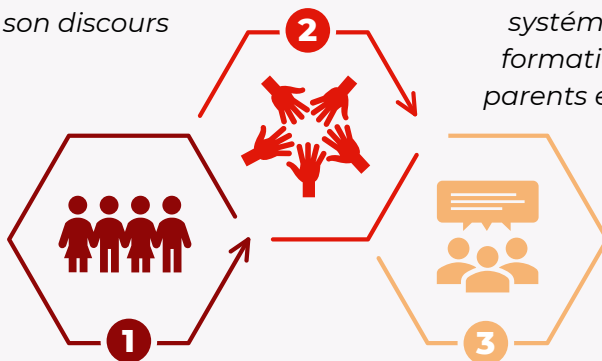 son discours
2
systém
formati
parents e
1
3